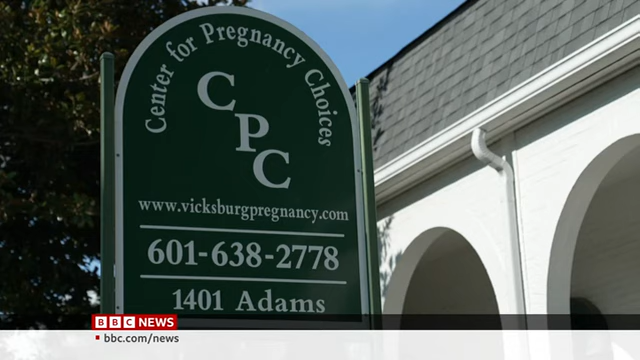 Center for Pregnancy Choices
CPC
www.vicksburgpregnancy.com
601-638-2778
1401 Adams
BBC NEWS
bbc.com/news